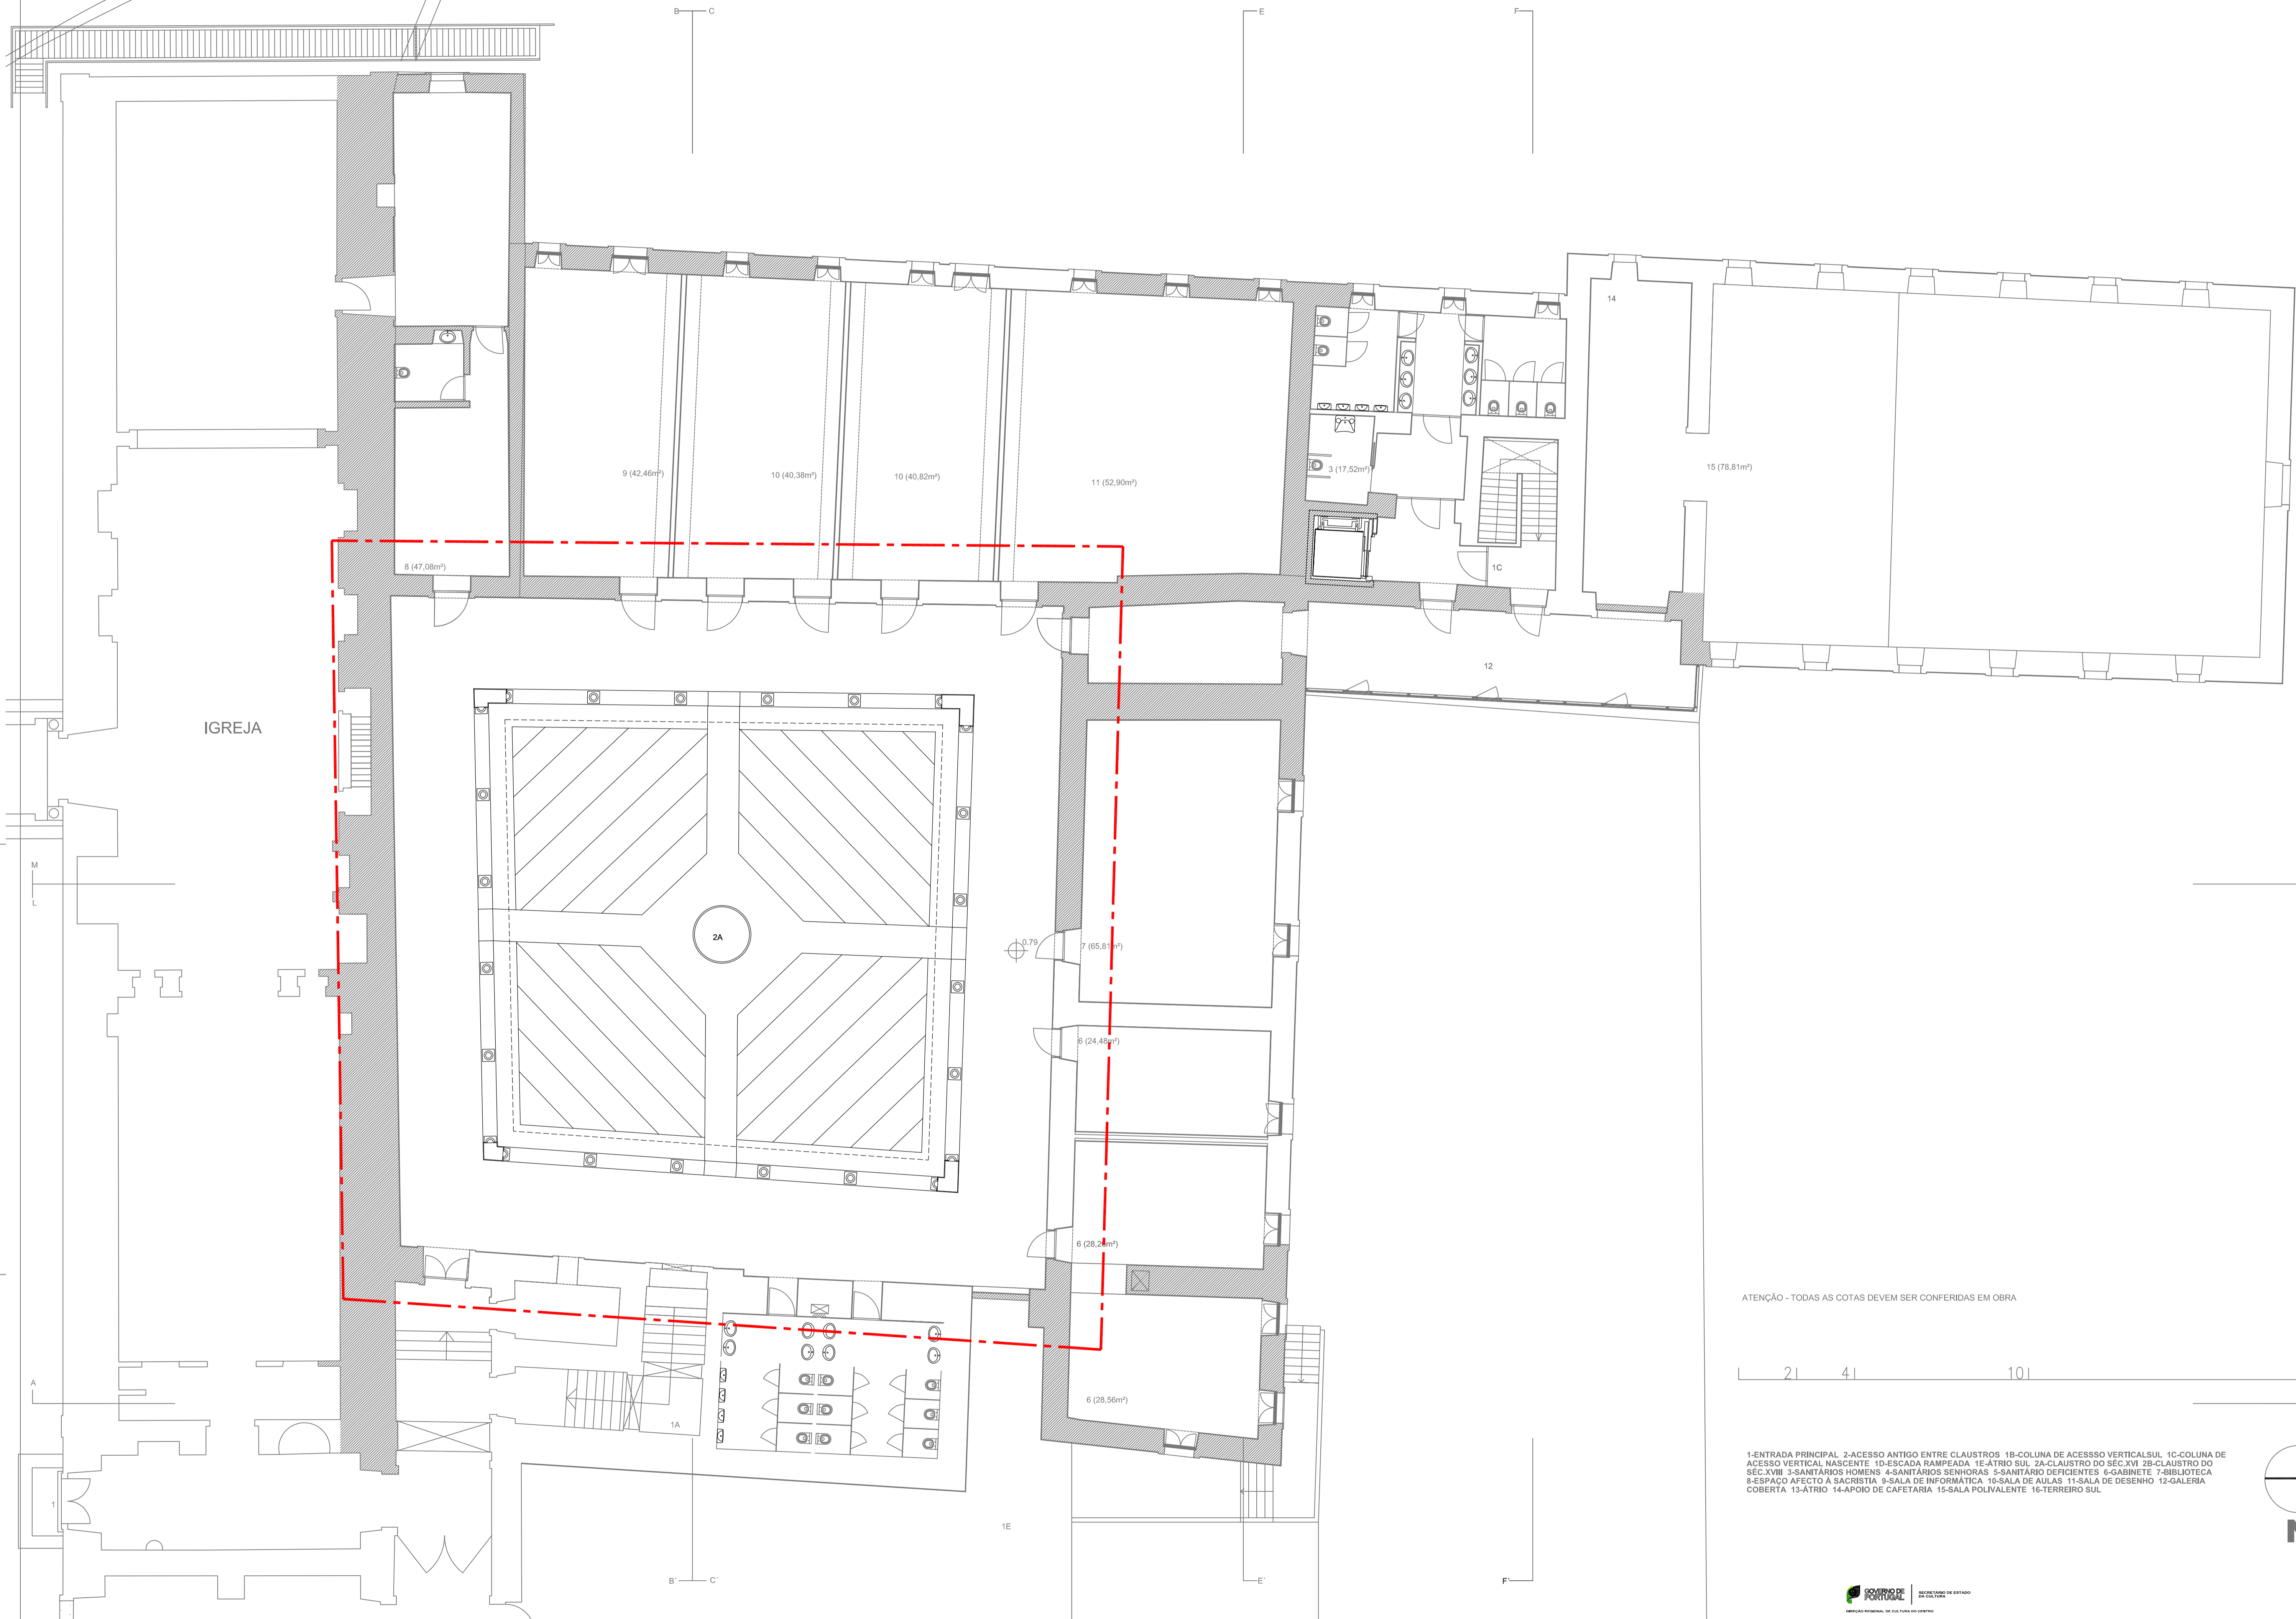 B C
E
F
14
9 (42,46m²)
10 (40,38m²)
10 (40,82m²)
11 (52,90m²)
3 (17,52m²)
15 (78,81m²)
8 (47,08m²)
1C
12
IGREJA
M
L
2A
0.79
7 (65,81m²)
6 (24,48m²)
ATENÇÃO - TODAS AS COTAS DEVEM SER CONFERIDAS EM OBRA
2 4 10
A
6 (28,56m²)
1A
1-ENTRADA PRINCIPAL 2-ACESSO ANTIGO ENTRE CLAUSTROS 1B-COLUNA DE ACESSSO VERTICALSUL 1C-COLUNA DE
ACESSO VERTICAL NASCENTE 1D-ESCADA RAMPEADA 1E-ÁTRIO SUL 2A-CLAUSTRO DO SÉC.XVI 2B-CLAUSTRO DO
SÉC.XVIII 3-SANITÁRIOS HOMENS 4-SANITÁRIOS SENHORAS 5-SANITÁRIO DEFICIENTES 6-GABINETE 7-BIBLIOTECA
8-ESPAÇO AFECTO À SACRISTIA 9-SALA DE INFORMÁTICA 10-SALA DE AULAS 11-SALA DE DESENHO 12-GALERIA
COBERTA 13-ÁTRIO 14-APOIO DE CAFETARIA 15-SALA POLIVALENTE 16-TERREIRO SUL
1
1E
B´ C´
E´
F´
GOVERNO DE
PORTUGAL
SECRETÁRIO DE ESTADO
DA CULTURA
DIREÇÃO REGIONAL DE CULTURA DO CENTRO